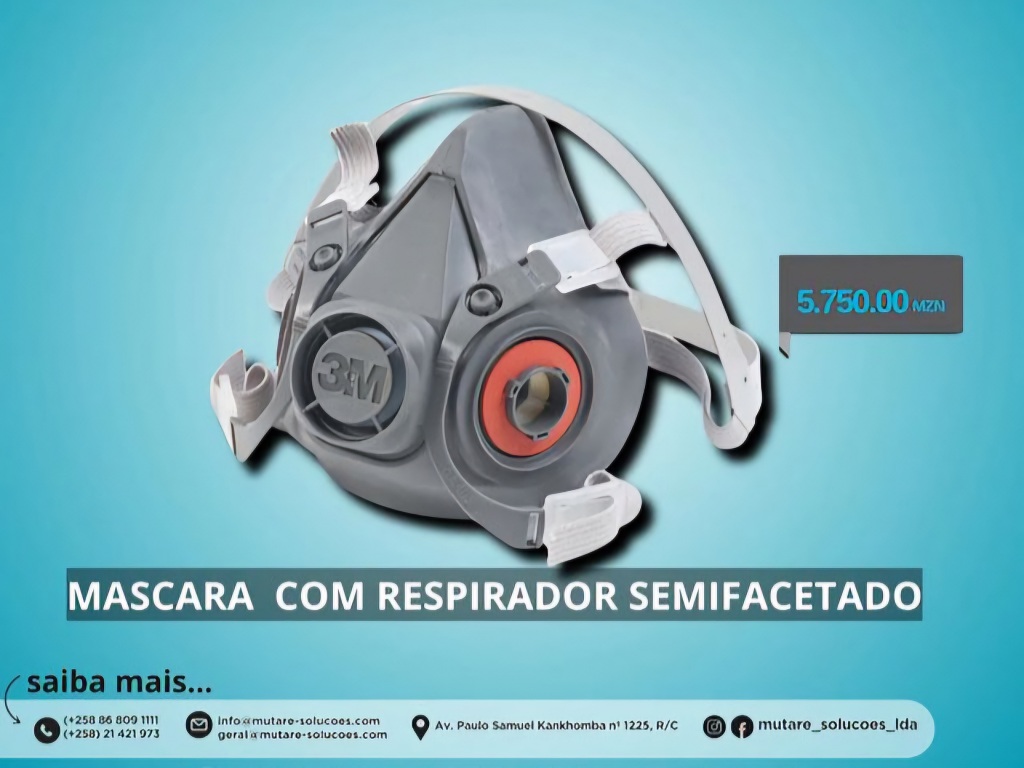 3M
5.750.00 MZN
MASCARA COM RESPIRADOR SEMIFACETADO
saiba mais...
(+258 86 809 1111
(+258) 21 421 973
info@mutare-solucoes.com
geral@mutare-solucoes.com
Av. Paulo Samuel Kankhomba nº 1225, R/C
mutare_solucoes_lda